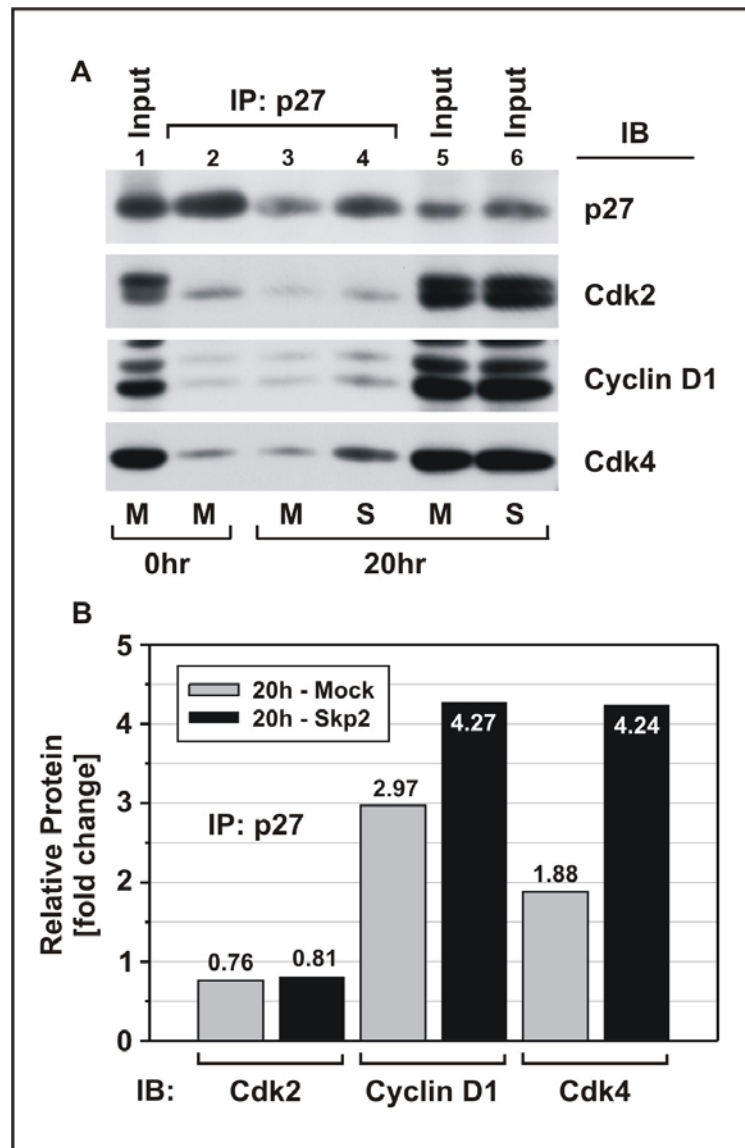 A
Input
IP: p27
Input
Input
1 2 3 4 5 6
IB
p27
Cdk2
Cyclin D1
Cdk4
M M M S M S
0hr 20hr
B
5
4
3
2
1
0
Relative Protein
[fold change]
20h - Mock
20h - Skp2
IP: p27
0.76
0.81
2.97
4.27
1.88
4.24
IB: Cdk2 Cyclin D1 Cdk4